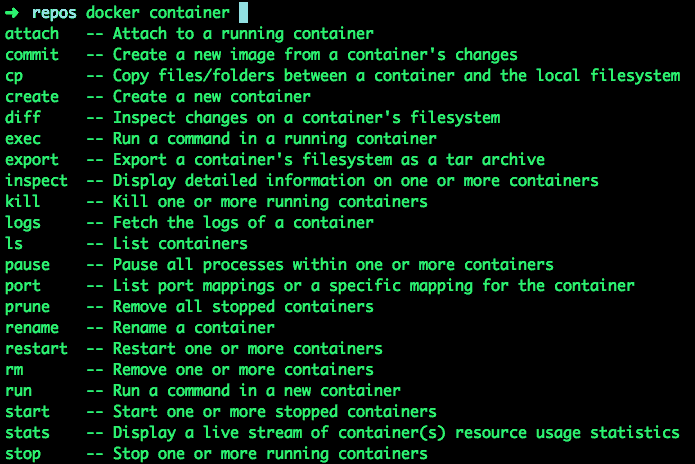 ➜ repos docker container
attach -- Attach to a running container
commit -- Create a new image from a container's changes
cp -- Copy files/folders between a container and the local filesystem
create -- Create a new container
diff -- Inspect changes on a container's filesystem
exec -- Run a command in a running container
export -- Export a container's filesystem as a tar archive
inspect -- Display detailed information on one or more containers
kill -- Kill one or more running containers
logs -- Fetch the logs of a container
ls -- List containers
pause -- Pause all processes within one or more containers
port -- List port mappings or a specific mapping for the container
prune -- Remove all stopped containers
rename -- Rename a container
restart -- Restart one or more containers
rm -- Remove one or more containers
run -- Run a command in a new container
start -- Start one or more stopped containers
stats -- Display a live stream of container(s) resource usage statistics
stop -- Stop one or more running containers